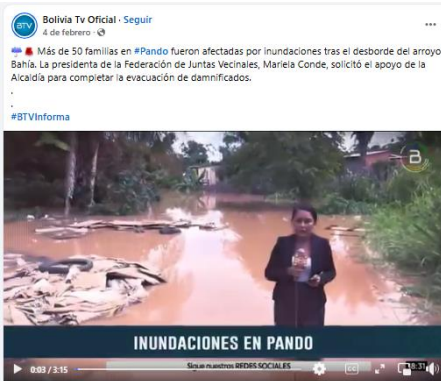 BTV
Bolivia Tv Oficial · Seguir
4 de febrero ·
Más de 50 familias en #Pando fueron afectadas por inundaciones tras el desborde del arroyo
Bahía. La presidenta de la Federación de Juntas Vecinales, Mariela Conde, solicitó el apoyo de la
Alcaldía para completar la evacuación de damnificados.
.
.
#BTVInforma
B
INUNDACIONES EN PANDO
Sigue nuestras REDES SOCIALES
0:03 / 3:15
CC
8:31